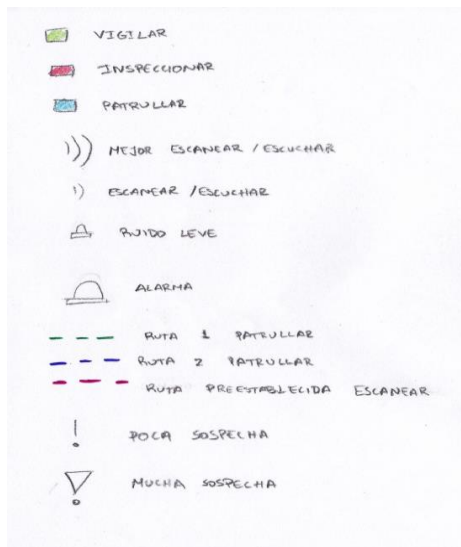 VIGILAR
INSPECCIONAR
PATRULLAR
MEJOR ESCANEAR / ESCUCHAR
ESCANEAR / ESCUCHAR
RUIDO LEVE
ALARMA
RUTA 1 PATRULLAR
RUTA 2 PATRULLAR
RUTA PREESTABLECIDA ESCANEAR
POCA SOSPECHA
MUCHA SOSPECHA